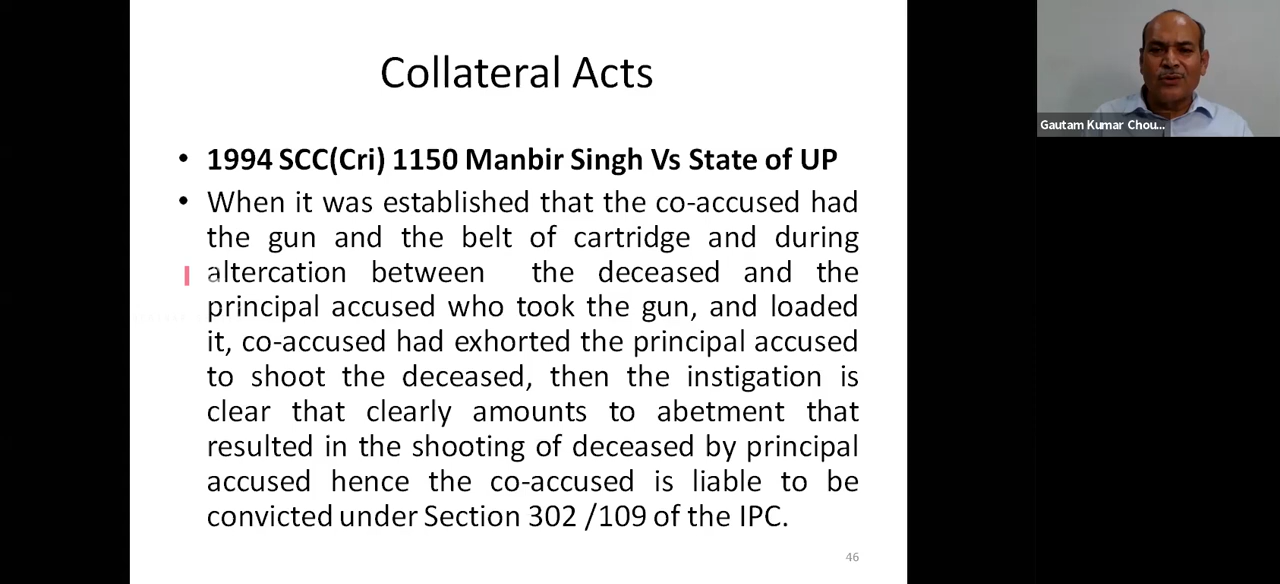 Collateral Acts
• 1994 SCC(Cri) 1150 Manbir Singh Vs State of UP
• When it was established that the co-accused had
the gun and the belt of cartridge and during
altercation between the deceased and the
principal accused who took the gun, and loaded
it, co-accused had exhorted the principal accused
to shoot the deceased, then the instigation is
clear that clearly amounts to abetment that
resulted in the shooting of deceased by principal
accused hence the co-accused is liable to be
convicted under Section 302 /109 of the IPC.
46
Gautam Kumar Chou...